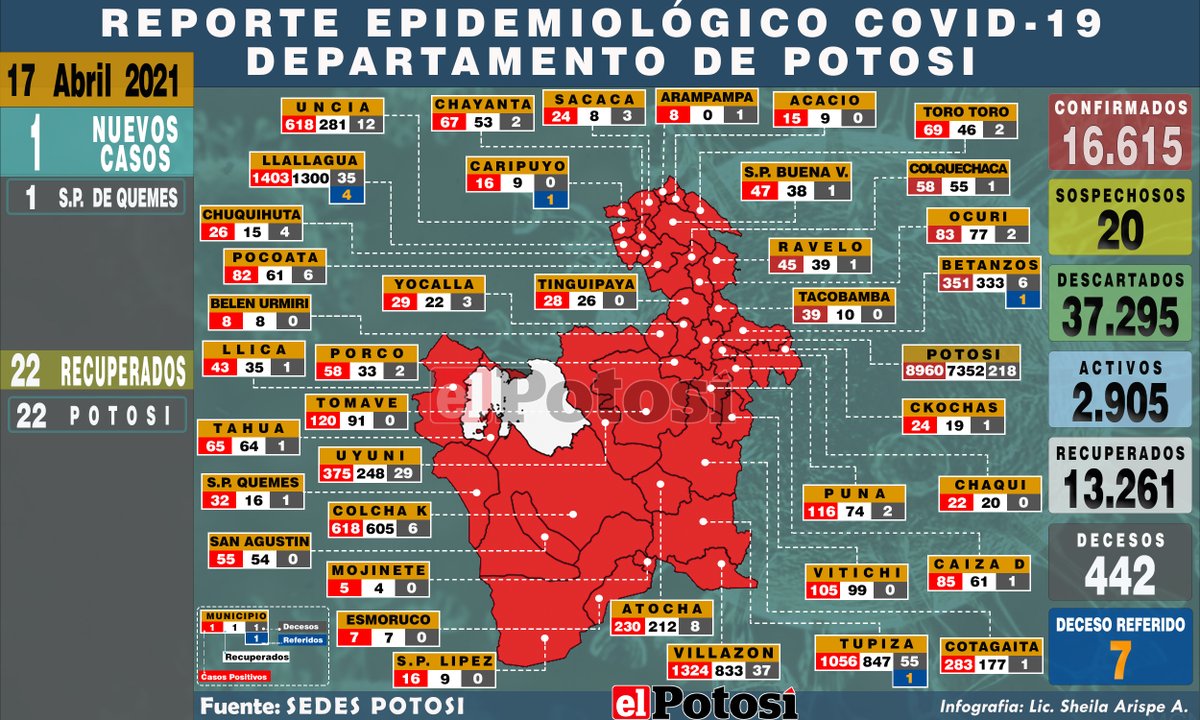 REPORTE EPIDEMIOLÓGICO COVID-19
DEPARTAMENTO DE POTOSI
17 Abril 2021
1 NUEVOS CASOS
1 S.P. DE QUEMES
22 RECUPERADOS
22 POTOSI
UNCIA
618 281 12
CHAYANTA
67 53 2
SACACA
24 8 3
ARAMPAMPA
8 0 1
ACACIO
15 9 0
TORO TORO
69 46 2
LLALLAGUA
1403 1300 35
4
CARIPUYO
16 9 0
1
S.P. BUENA V.
47 38 1
COLQUECHACA
58 55 1
CHUQUIHUTA
26 15 4
OCURI
83 77 2
POCOATA
82 61 6
RAVELO
45 39 1
YOCALLA
29 22 3
TINGUIPAYA
28 26 0
BETANZOS
351 333 6
1
BELEN URMIRI
8 8 0
TACOBAMBA
39 10 0
LLICA
43 35 1
PORCO
58 33 2
POTOSI
8960 7352 218
el Potosí
TOMAVE
120 91 0
CKOCHAS
24 19 1
TAHUA
65 64 1
UYUNI
375 248 29
S.P. QUEMES
32 16 1
PUNA
116 74 2
CHAQUI
22 20 0
COLCHA K
618 605 6
SAN AGUSTIN
55 54 0
MOJINETE
5 4 0
VITICHI
105 99 0
CAIZA D
85 61 1
ESMORUCO
7 7 0
ATOCHA
230 212 8
S.P. LIPEZ
16 9 0
VILLAZON
1324 833 37
TUPIZA
1056 847 55
1
COTAGAITA
283 177 1
MUNICIPIO
1 1 1
1
Decesos
Referidos
Recuperados
Casos Positivos
CONFIRMADOS
16.615
SOSPECHOSOS
20
DESCARTADOS
37.295
ACTIVOS
2.905
RECUPERADOS
13.261
DECESOS
442
DECESO REFERIDO
7
Fuente: SEDES POTOSI
el Potosí
Infografia: Lic. Sheila Arispe A.